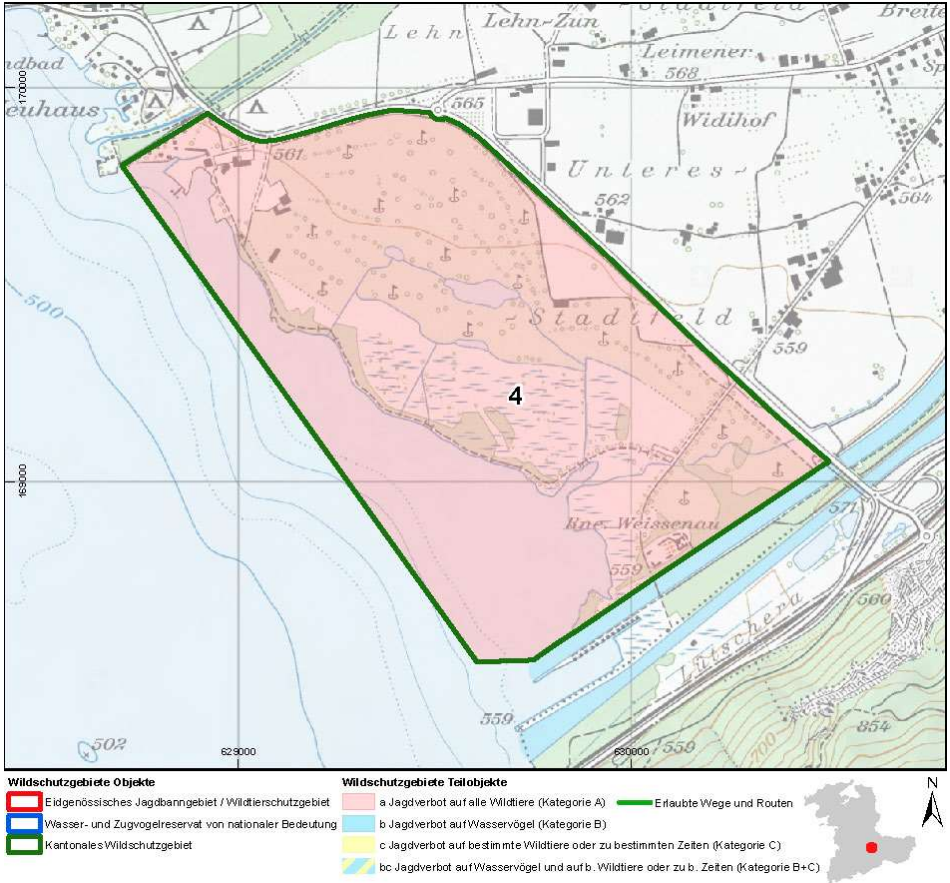 Lehn-Zun
Stadtfeld
Breite
Lehn
Leimener
568
ndbad
170000
euhaus
565
Widihof
561
Unteres-
562
564
500
-Stadtfeld
559
4
169000
571
Rne. Weissenau
559
560
Lütschera
559
854
700
502
629000
630000
559
Wildschutzgebiete Objekte
Eidgenössisches Jagdbanngebiet / Wildtierschutzgebiet
Wasser- und Zugvogelreservat von nationaler Bedeutung
Kantonales Wildschutzgebiet
Wildschutzgebiete Teilobjekte
a Jagdverbot auf alle Wildtiere (Kategorie A)
b Jagdverbot auf Wasservögel (Kategorie B)
c Jagdverbot auf bestimmte Wildtiere oder zu bestimmten Zeiten (Kategorie C)
bc Jagdverbot auf Wasservögel und auf b. Wildtiere oder zu b. Zeiten (Kategorie B+C)
Erlaubte Wege und Routen
N